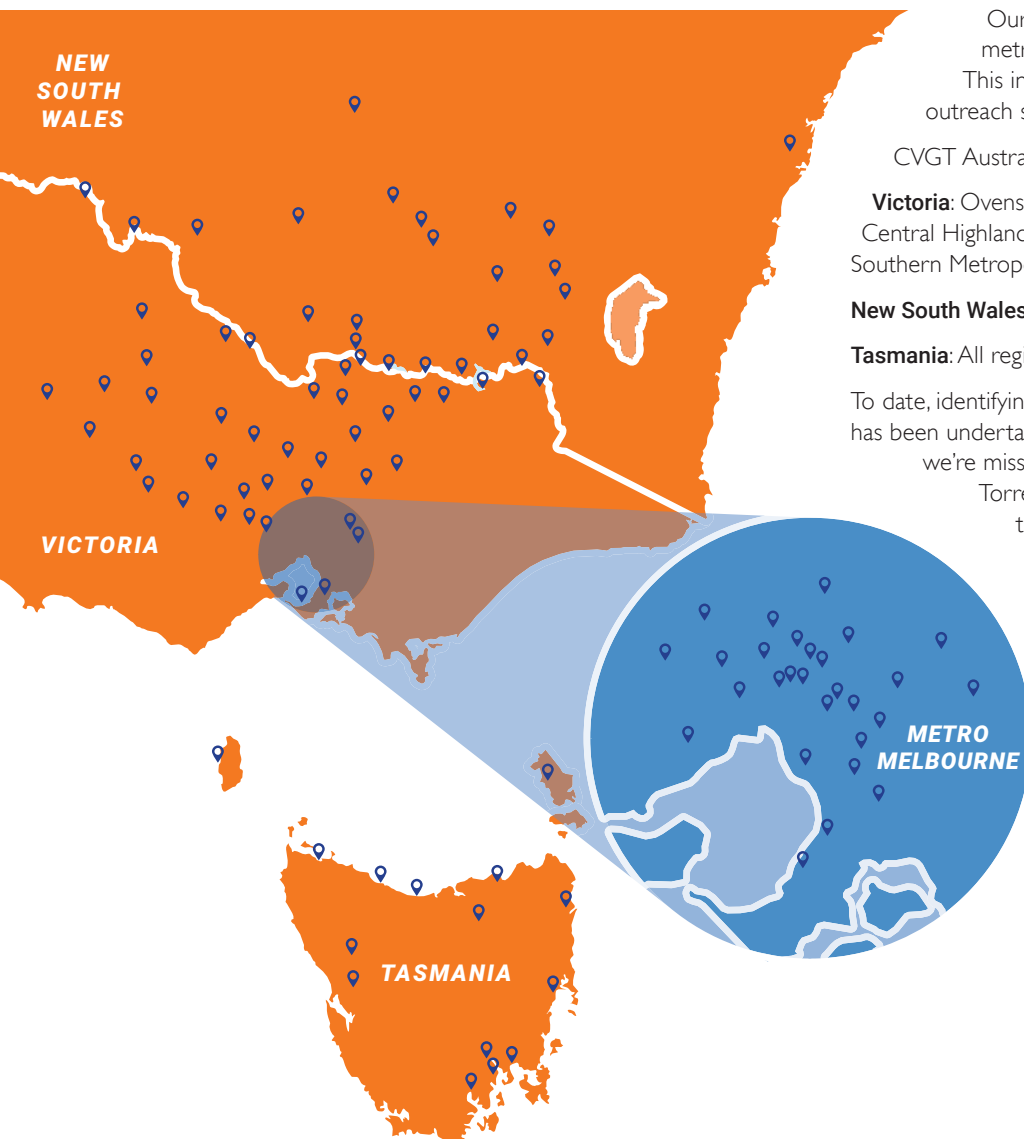 NEW
SOUTH
WALES
VICTORIA
TASMANIA
METRO
MELBOURNE
Our
metr
This in
outreach s
CVGT Austra
Victoria: Ovens
Central Highland
Southern Metrop
New South Wales
Tasmania: All regi
To date, identifyin
has been underta
we're miss
Torre
t